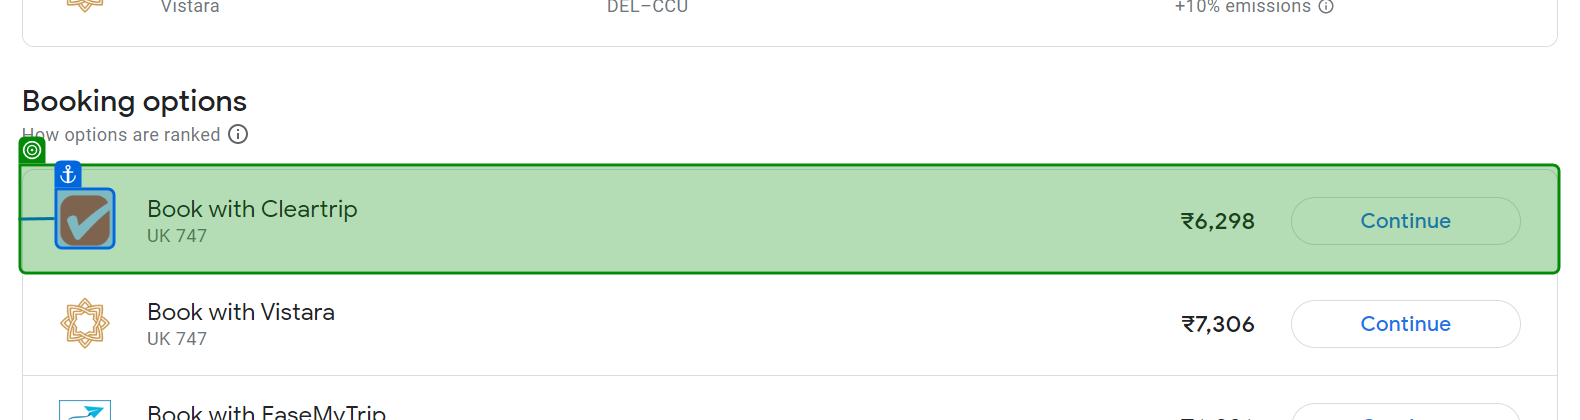 Vistara
DEL–CCU
+10% emissions
Booking options
How options are ranked
Book with Cleartrip
UK 747
₹6,298
Continue
Book with Vistara
UK 747
₹7,306
Continue
Book with EaseMyTrip